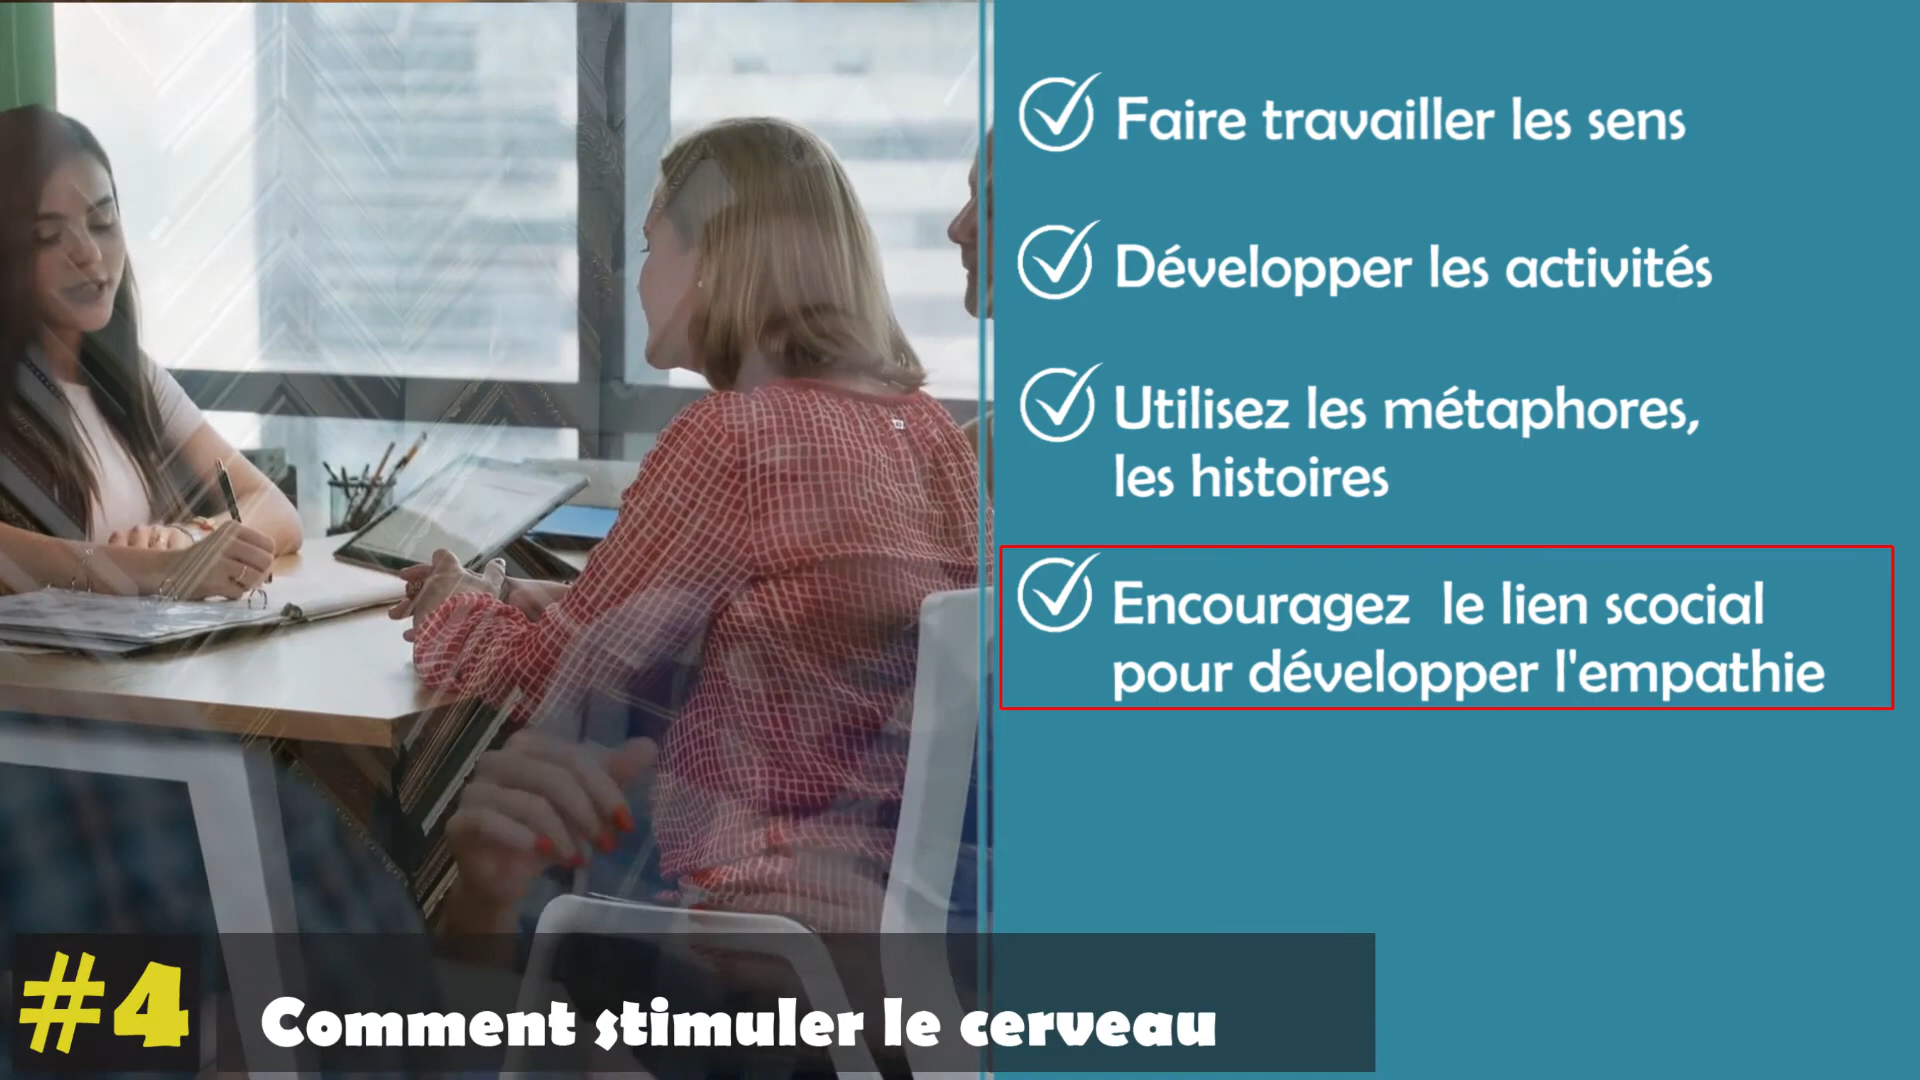 Faire travailler les sens
Développer les activités
Utilisez les métaphores,
les histoires
Encouragez le lien scocial
pour développer l'empathie
#4
Comment stimuler le cerveau